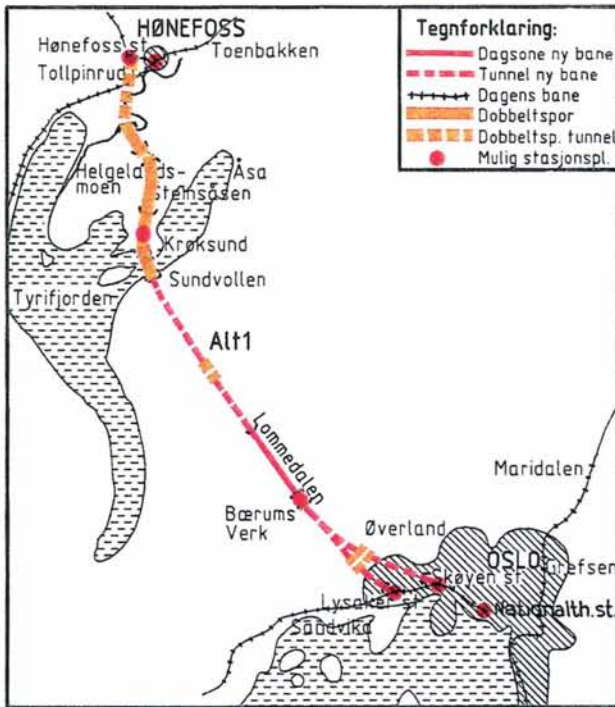 HØNEFOSS
Hønefoss st
Toenbakken
Tollpinrud
Tegnforklaring:
Dagsone ny bane
Tunnel ny bane
Dagens bane
Dobbeltspor
Dobbeltsp. tunnel
Mulig stasjonspl.
Helgelands-
moen
Åsa
Stemsåsen
Krøksund
Sundvollen
Tyrifjorden
Alt1
Lommedalen
Maridalen
Bærums
Verk
Øverland
OSLO
Grefsen
Skøyen st.
Lysaker st
Nationalth.st.
Sandvika